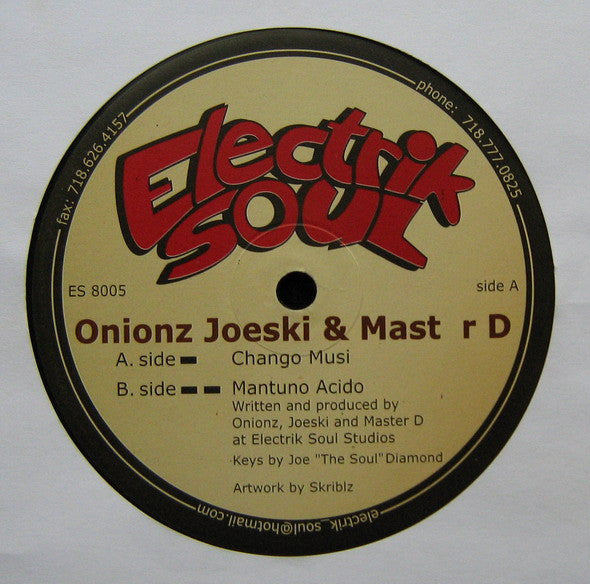 fax: 718.626.4157
phone: 718.777.0825
Electrik
SOUL
ES 8005
side A
Onionz Joeski & Mast r D
A. side Chango Musi
B. side Mantuno Acido
Written and produced by
Onionz, Joeski and Master D
at Electrik Soul Studios
Keys by Joe "The Soul" Diamond
Artwork by Skriblz
electrik_soul@hotmail.com